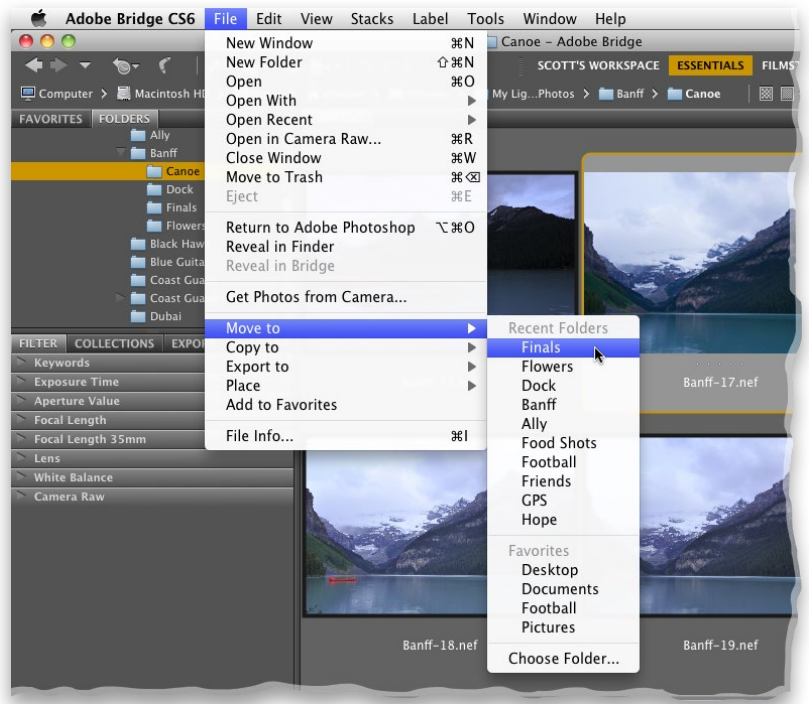 Adobe Bridge CS6 File Edit View Stacks Label Tools Window Help
Canoe – Adobe Bridge
SCOTT'S WORKSPACE ESSENTIALS FILMS
Computer > Macintosh H
My Lig...Photos > Banff > Canoe
FAVORITES FOLDERS
Ally
Banff
Canoe
Dock
Finals
Flowers
Black Haw
Blue Guita
Coast Gua
Coast Gua
Dubai
FILTER COLLECTIONS EXPOR
Keywords
Exposure Time
Aperture Value
Focal Length
Focal Length 35mm
Lens
White Balance
Camera Raw
New Window ⌘N
New Folder ⇧⌘N
Open ⌘O
Open With
Open Recent
Open in Camera Raw... ⌘R
Close Window ⌘W
Move to Trash ⌘⌫
Eject ⌘E
Return to Adobe Photoshop ⌥⌘O
Reveal in Finder
Reveal in Bridge
Get Photos from Camera...
Move to
Copy to
Export to
Place
Add to Favorites
File Info... ⌘I
Recent Folders
Finals
Flowers
Dock
Banff
Ally
Food Shots
Football
Friends
GPS
Hope
Favorites
Desktop
Documents
Football
Pictures
Choose Folder...
Banff-17.nef
Banff-18.nef
Banff-19.nef